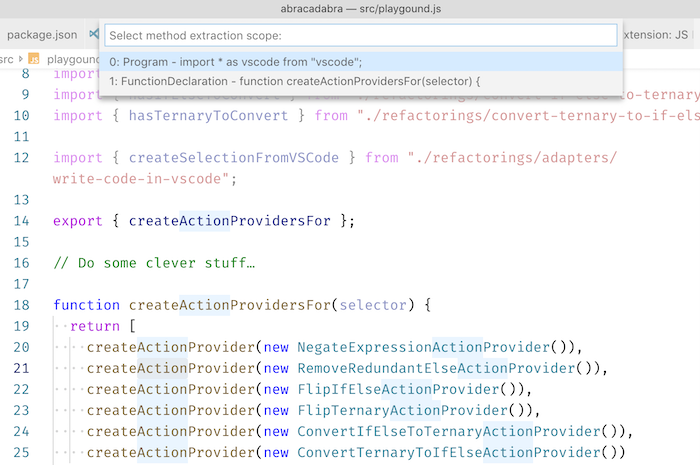 abracadabra — src/playgound.js
package.json
Select method extraction scope:
xtension: JS
0: Program - import * as vscode from "vscode";
1: FunctionDeclaration - function createActionProvidersFor(selector) {
src › JS playgound
8 import
9 import
10 import { hasTernaryToConvert } from "./refactorings/convert-ternary-to-if-els
11
12 import { createSelectionFromVSCode } from "./refactorings/adapters/
write-code-in-vscode";
13
14 export { createActionProvidersFor };
15
16 // Do some clever stuff…
17
18 function createActionProvidersFor(selector) {
19 return [
20 createActionProvider(new NegateExpressionActionProvider()),
21 createActionProvider(new RemoveRedundantElseActionProvider()),
22 createActionProvider(new FlipIfElseActionProvider()),
23 createActionProvider(new FlipTernaryActionProvider()),
24 createActionProvider(new ConvertIfElseToTernaryActionProvider()),
25 createActionProvider(new ConvertTernaryToIfElseActionProvider())